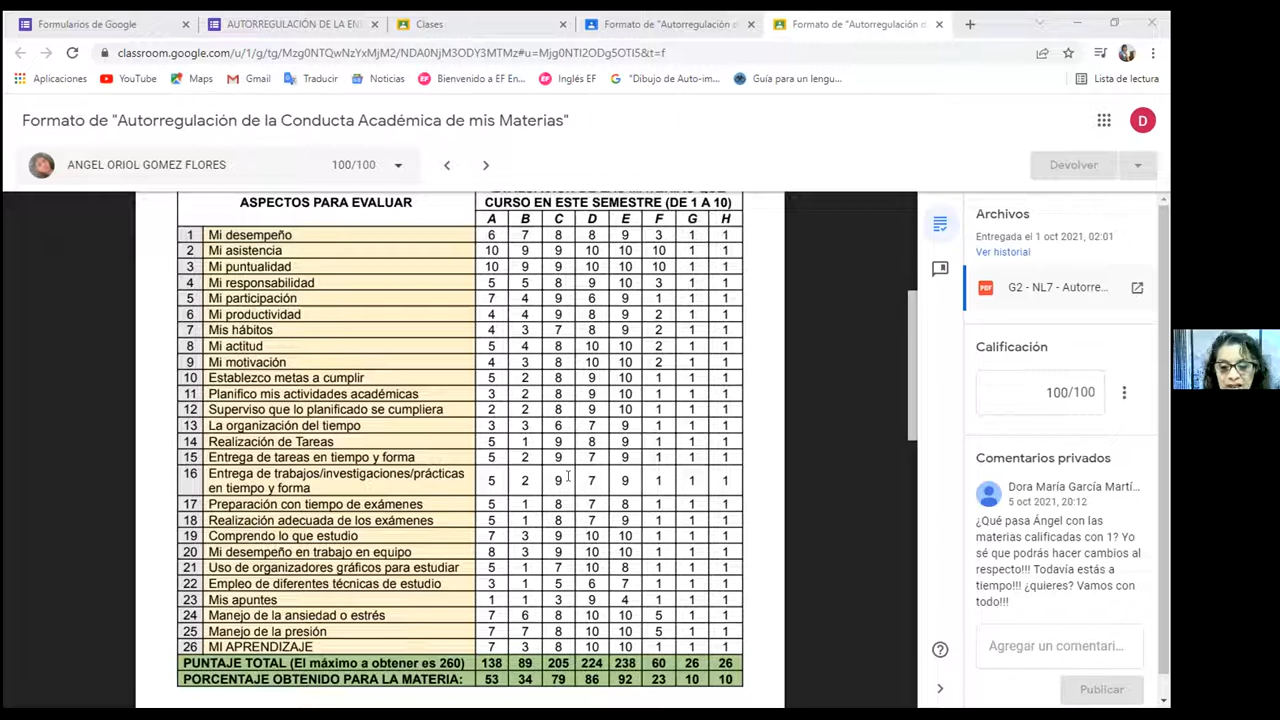 Formularios de Google
AUTORREGULACIÓN DE LA EN
Clases
Formato de "Autorregulación d
Formato de "Autorregulación d
classroom.google.com/u/1/g/tg/Mzg0NTQwNzYxMjM2/NDA0NjM3ODY3MTMz#u=Mjg0NTI2ODg5OTI5&t=f
Aplicaciones YouTube Maps Gmail Traducir Noticias Bienvenido a EF En... Inglés EF "Dibujo de Auto-im... Guía para un lengu... Lista de lectura
Formato de "Autorregulación de la Conducta Académica de mis Materias"
D
ANGEL ORIOL GOMEZ FLORES 100/100
Devolver
ASPECTOS PARA EVALUAR
CURSO EN ESTE SEMESTRE (DE 1 A 10)
A B C D E F G H
1 Mi desempeño 6 7 8 8 9 3 1 1
2 Mi asistencia 10 9 9 10 10 10 1 1
3 Mi puntualidad 10 9 9 10 10 10 1 1
4 Mi responsabilidad 5 5 8 9 10 3 1 1
5 Mi participación 7 4 9 6 9 1 1 1
6 Mi productividad 4 4 9 8 9 2 1 1
7 Mis hábitos 4 3 7 8 9 2 1 1
8 Mi actitud 5 4 8 10 10 2 1 1
9 Mi motivación 4 3 8 10 10 2 1 1
10 Establezco metas a cumplir 5 2 8 9 10 1 1 1
11 Planifico mis actividades académicas 3 2 8 9 10 1 1 1
12 Superviso que lo planificado se cumpliera 2 2 8 9 10 1 1 1
13 La organización del tiempo 3 3 6 7 9 1 1 1
14 Realización de Tareas 5 1 9 8 9 1 1 1
15 Entrega de tareas en tiempo y forma 5 2 9 7 9 1 1 1
16 Entrega de trabajos/investigaciones/prácticas
en tiempo y forma 5 2 9 7 9 1 1 1
17 Preparación con tiempo de exámenes 5 1 8 7 8 1 1 1
18 Realización adecuada de los exámenes 5 1 8 7 9 1 1 1
19 Comprendo lo que estudio 7 3 9 10 10 1 1 1
20 Mi desempeño en trabajo en equipo 8 3 9 10 10 1 1 1
21 Uso de organizadores gráficos para estudiar 5 1 7 10 8 1 1 1
22 Empleo de diferentes técnicas de estudio 3 1 5 6 7 1 1 1
23 Mis apuntes 1 1 3 9 4 1 1 1
24 Manejo de la ansiedad o estrés 7 6 8 10 10 5 1 1
25 Manejo de la presión 7 7 8 10 10 5 1 1
26 MI APRENDIZAJE 7 3 8 10 10 1 1 1
PUNTAJE TOTAL (El máximo a obtener es 260) 138 89 205 224 238 60 26 26
PORCENTAJE OBTENIDO PARA LA MATERIA: 53 34 79 86 92 23 10 10
Archivos
Entregada el 1 oct 2021, 02:01
Ver historial
PDF G2 - NL7 - Autorre...
Calificación
100/100
Comentarios privados
Dora María García Martí...
5 oct 2021, 20:12
¿Qué pasa Ángel con las
materias calificadas con 1? Yo
sé que podrás hacer cambios al
respecto!!! Todavía estás a
tiempo!!! ¿quieres? Vamos con
todo!!!
Agregar un comentari...
Publicar